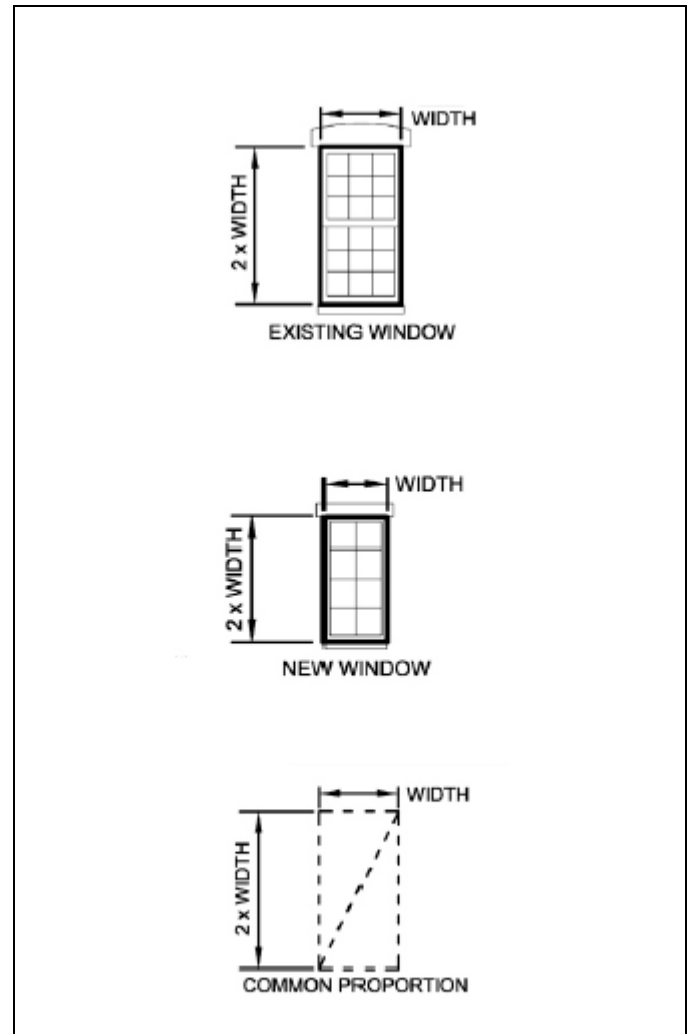 WIDTH
2 x WIDTH
EXISTING WINDOW
WIDTH
2 x WIDTH
NEW WINDOW
WIDTH
2 x WIDTH
COMMON PROPORTION